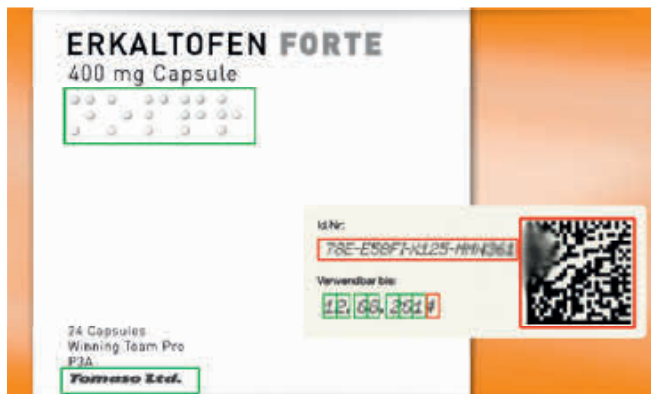 ERKALTOFEN FORTE
400 mg Capsule
Id.Nr:
Verwendbar bis:
24 Capsules
Winning Team Pro
P3A
Tomaso Ltd.